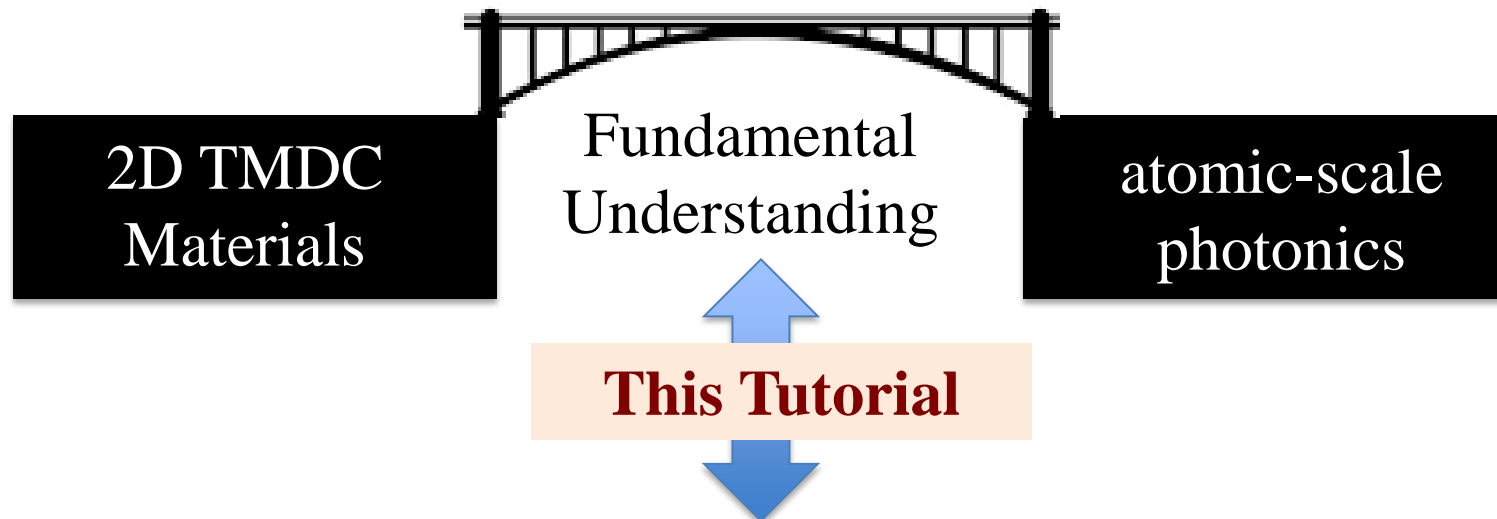 2D TMDC
Materials
Fundamental
Understanding
atomic-scale
photonics
This Tutorial